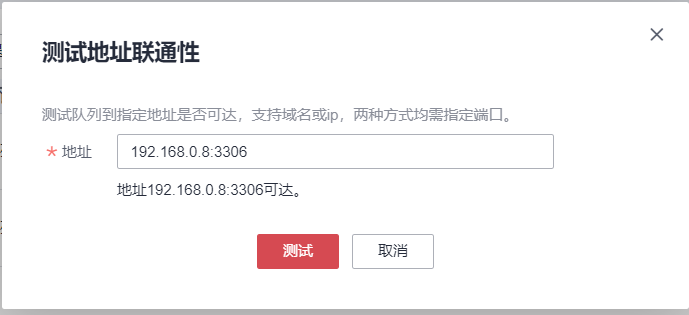 测试地址联通性
测试队列到指定地址是否可达，支持域名或ip，两种方式均需指定端口。
* 地址 192.168.0.8:3306
地址192.168.0.8:3306可达。
测试 取消